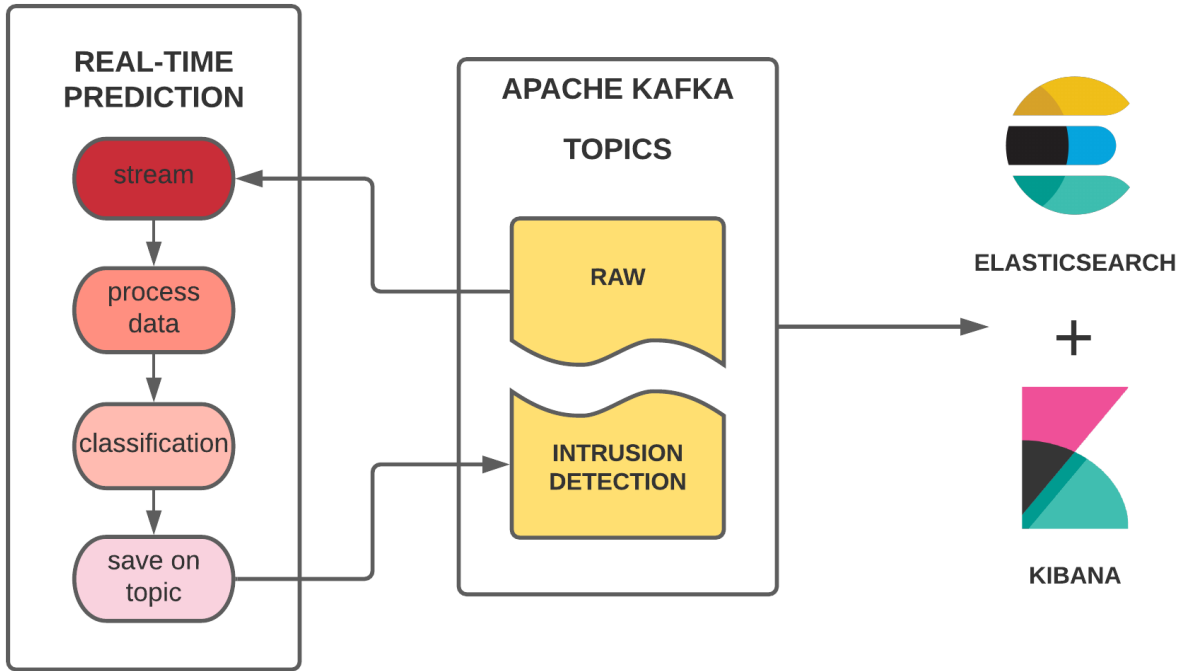 REAL-TIME
PREDICTION
stream
process
data
classification
save on
topic
APACHE KAFKA
TOPICS
RAW
INTRUSION
DETECTION
ELASTICSEARCH
+
KIBANA